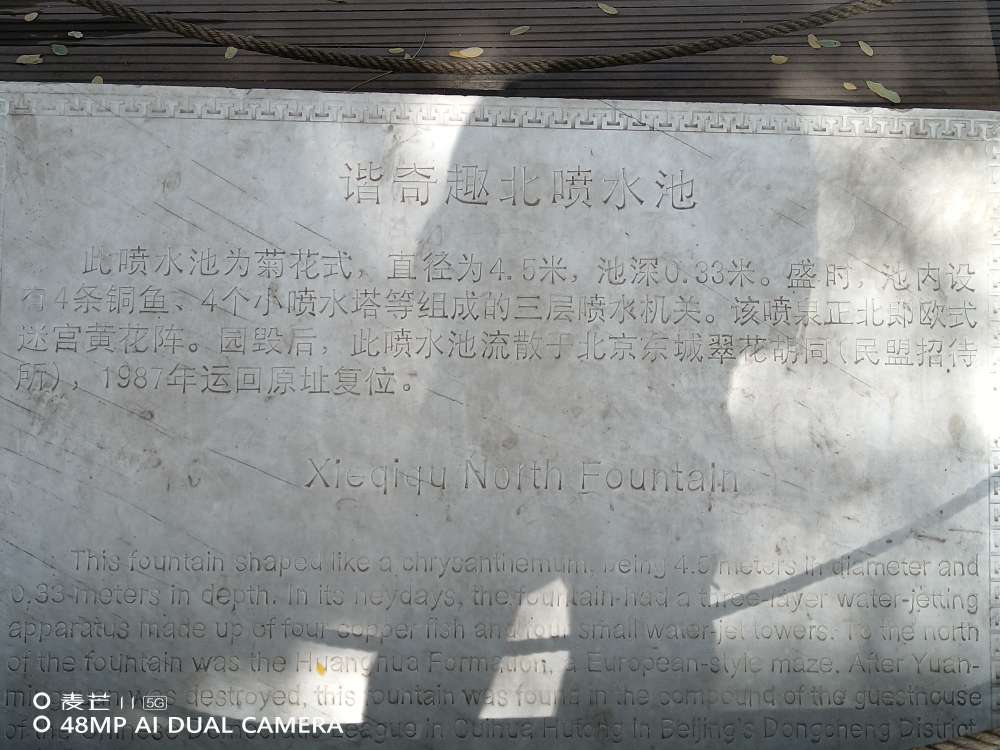 谐奇趣北喷水池
此喷水池为菊花式，直径为4.5米，池深0.33米。盛时，池内设
有4条铜鱼、4个小喷水塔等组成的三层喷水机关。该喷泉正北即欧式
迷宫黄花阵。园毁后，此喷水池流散于北京东城翠花胡同(民盟招待
所)，1987年运回原址复位。
Xieqiqu North Fountain
This fountain shaped like a chrysanthemum, being 4.5 meters in diameter and
0.33 meters in depth. In its heydays, the fountain had a three-layer water-jetting
apparatus made up of four copper fish and four small water-jet towers. To the north
of the fountain was the Huanghua Formation, a European-style maze. After Yuan-
was destroyed, this fountain was found in the compound of the guesthouse
League in Cuihua Hutong in Beijing's Dongcheng District
麦芒 11 5G
48MP AI DUAL CAMERA